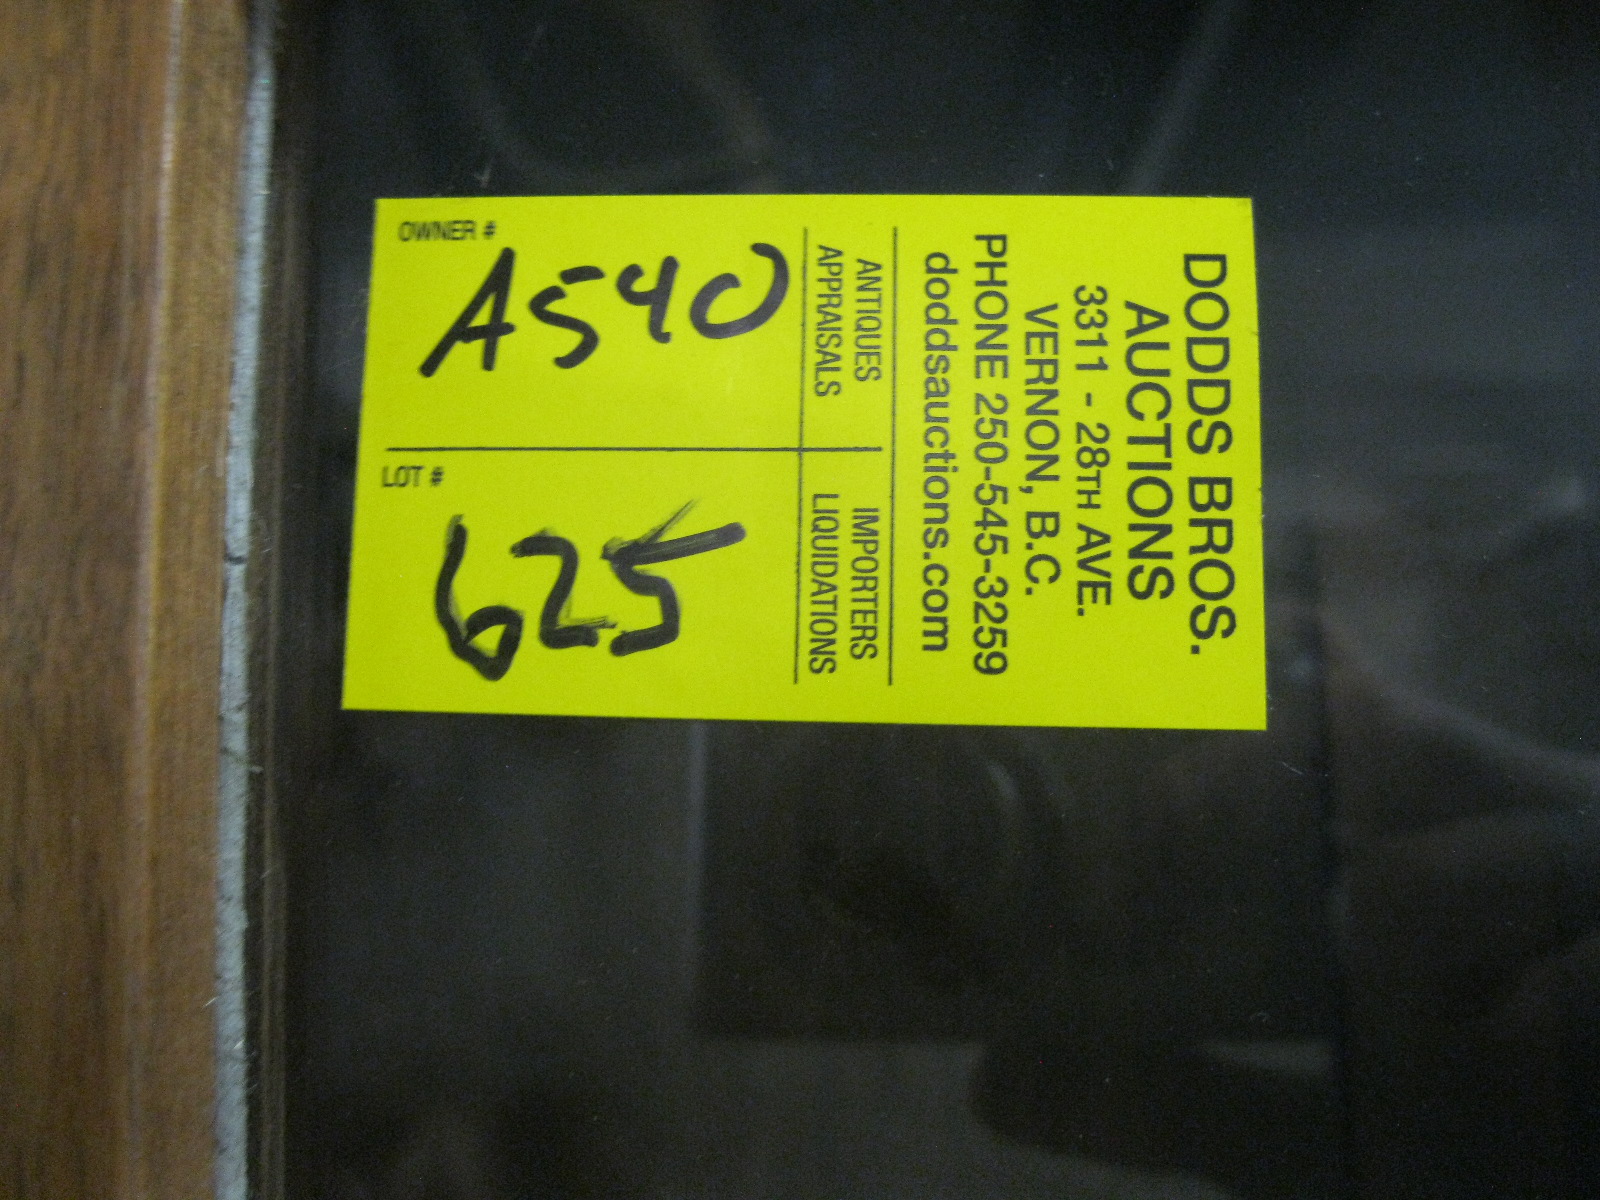 DODDS BROS.
AUCTIONS
3311 - 28TH AVE.
VERNON, B.C.
PHONE 250-545-3259
doddsauctions.com
ANTIQUES
APPRAISALS
IMPORTERS
LIQUIDATIONS
OWNER #
A540
LOT #
625